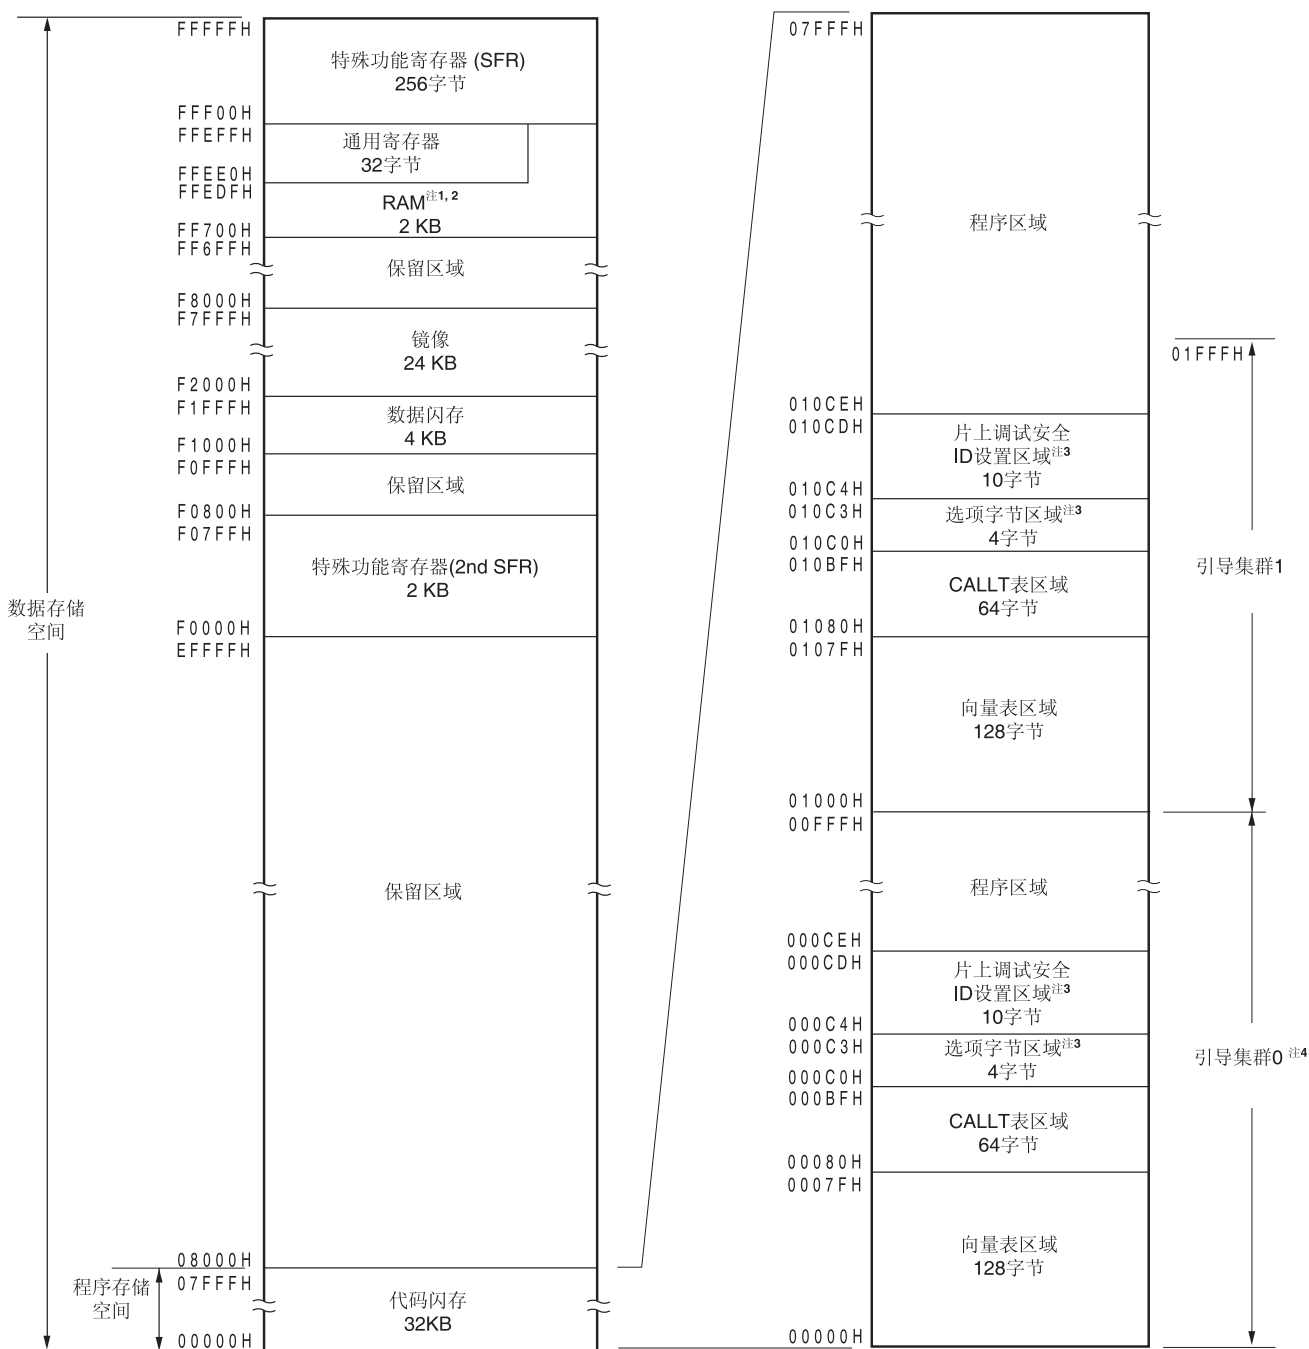 FFFFFH
特殊功能寄存器 (SFR)
256字节
FFF00H
FFEFFH
通用寄存器
32字节
FFEE0H
FFEDFH
RAM注1, 2
2 KB
FF700H
FF6FFH
保留区域
F8000H
F7FFFH
镜像
24 KB
F2000H
F1FFFH
数据闪存
4 KB
F1000H
F0FFFH
保留区域
F0800H
F07FFH
特殊功能寄存器(2nd SFR)
2 KB
数据存储
空间
F0000H
EFFFFH
保留区域
08000H
07FFFH
程序存储
空间
代码闪存
32KB
00000H
07FFFH
程序区域
01FFFH
010CEH
010CDH
片上调试安全
ID设置区域注3
10字节
010C4H
010C3H
选项字节区域注3
4字节
010C0H
010BFH
引导集群1
CALLT表区域
64字节
01080H
0107FH
向量表区域
128字节
01000H
00FFFH
程序区域
000CEH
000CDH
片上调试安全
ID设置区域注3
10字节
000C4H
000C3H
选项字节区域注3
4字节
引导集群0 注4
000C0H
000BFH
CALLT表区域
64字节
00080H
0007FH
向量表区域
128字节
00000H